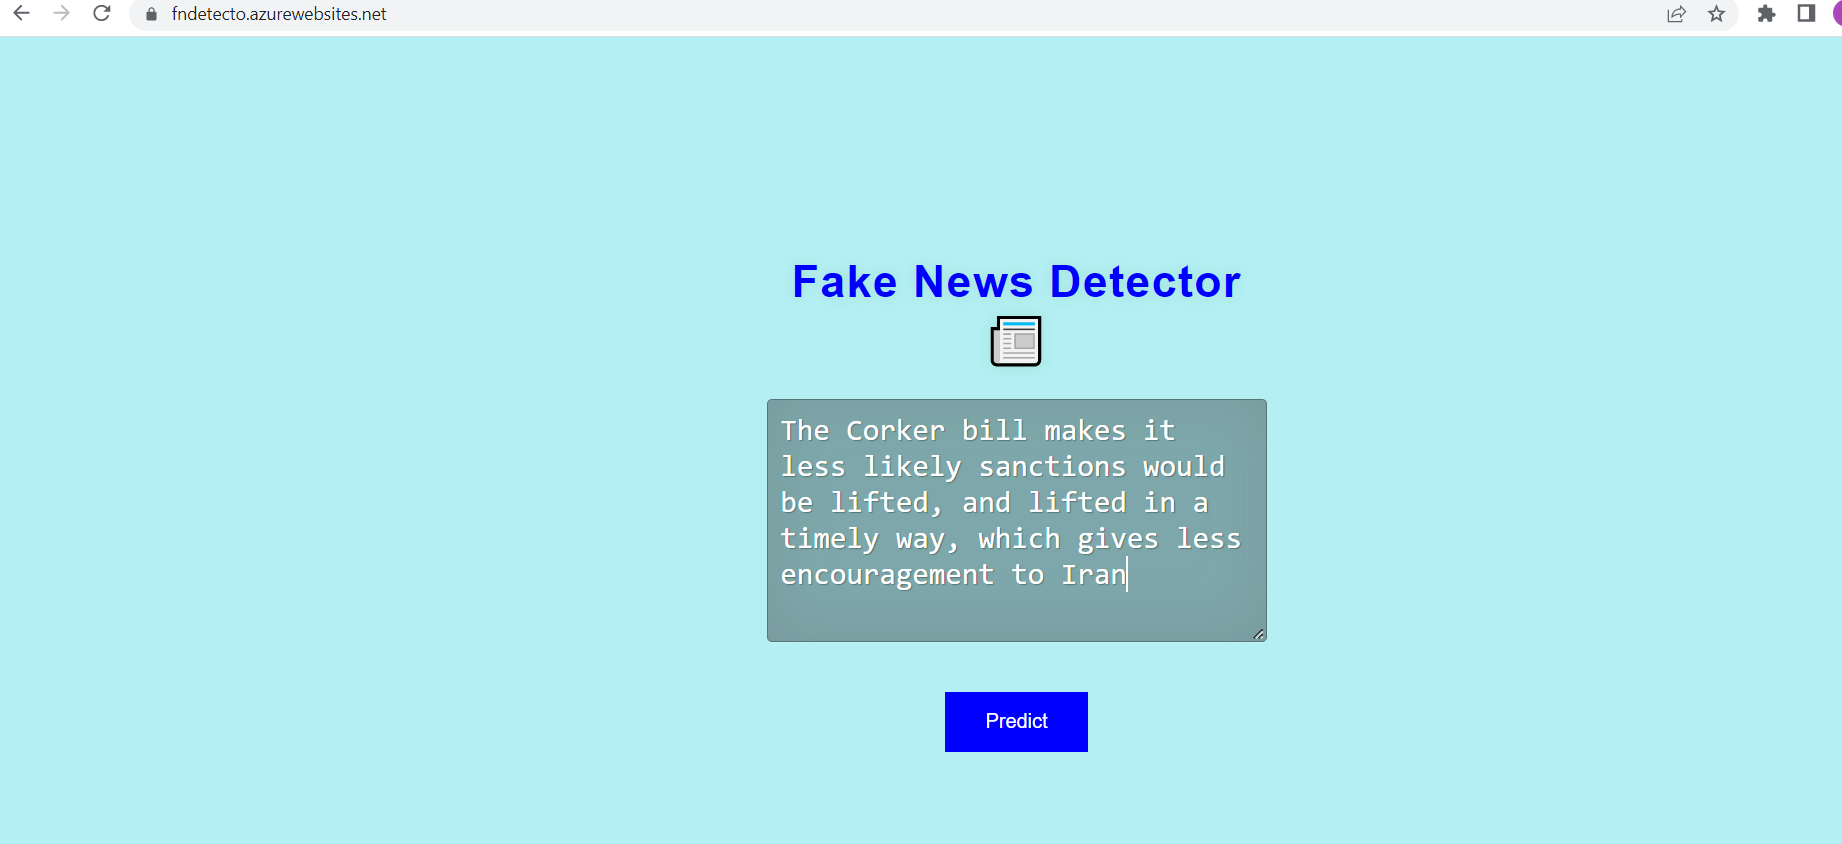 fndetecto.azurewebsites.net
Fake News Detector
The Corker bill makes it
less likely sanctions would
be lifted, and lifted in a
timely way, which gives less
encouragement to Iran
Predict